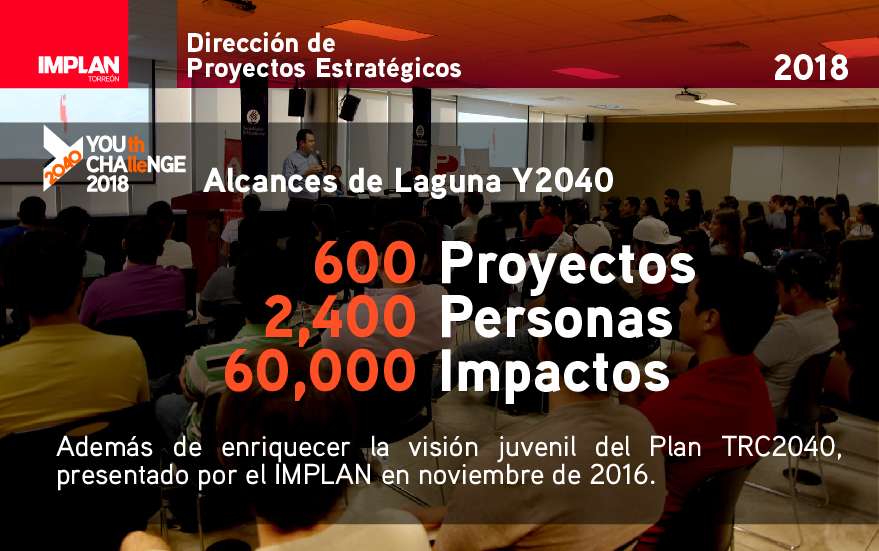 IMPLAN
TORREÓN
Dirección de
Proyectos Estratégicos
2018
2040
YOUth
CHAlleNGE
2018
Alcances de Laguna Y2040
600 Proyectos
2,400 Personas
60,000 Impactos
Además de enriquecer la visión juvenil del Plan TRC2040,
presentado por el IMPLAN en noviembre de 2016.